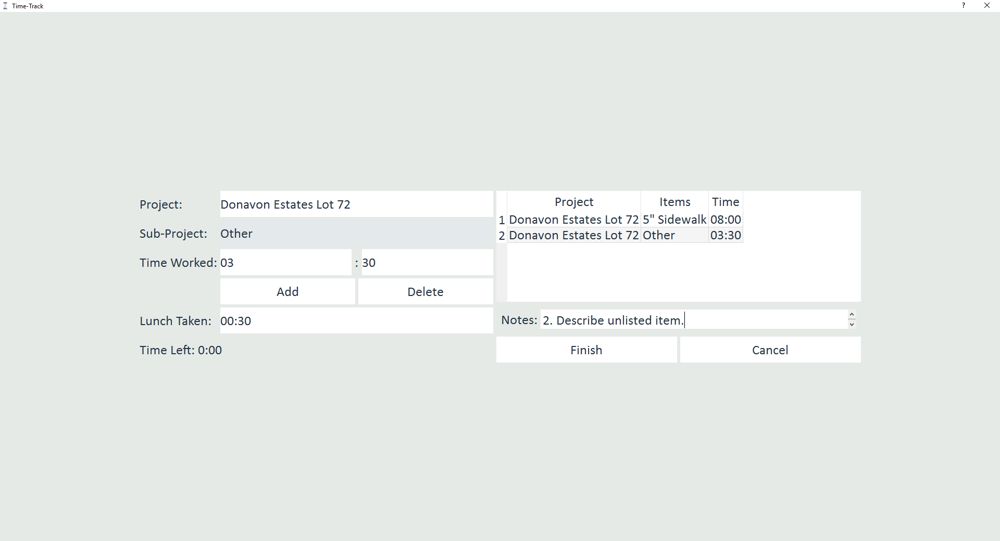 Time-Track
?
Project: Donavon Estates Lot 72
Sub-Project: Other
Time Worked: 03 : 30
Add Delete
Lunch Taken: 00:30
Time Left: 0:00
Project Items Time
1 Donavon Estates Lot 72 5" Sidewalk 08:00
2 Donavon Estates Lot 72 Other 03:30
Notes: 2. Describe unlisted item.
Finish Cancel